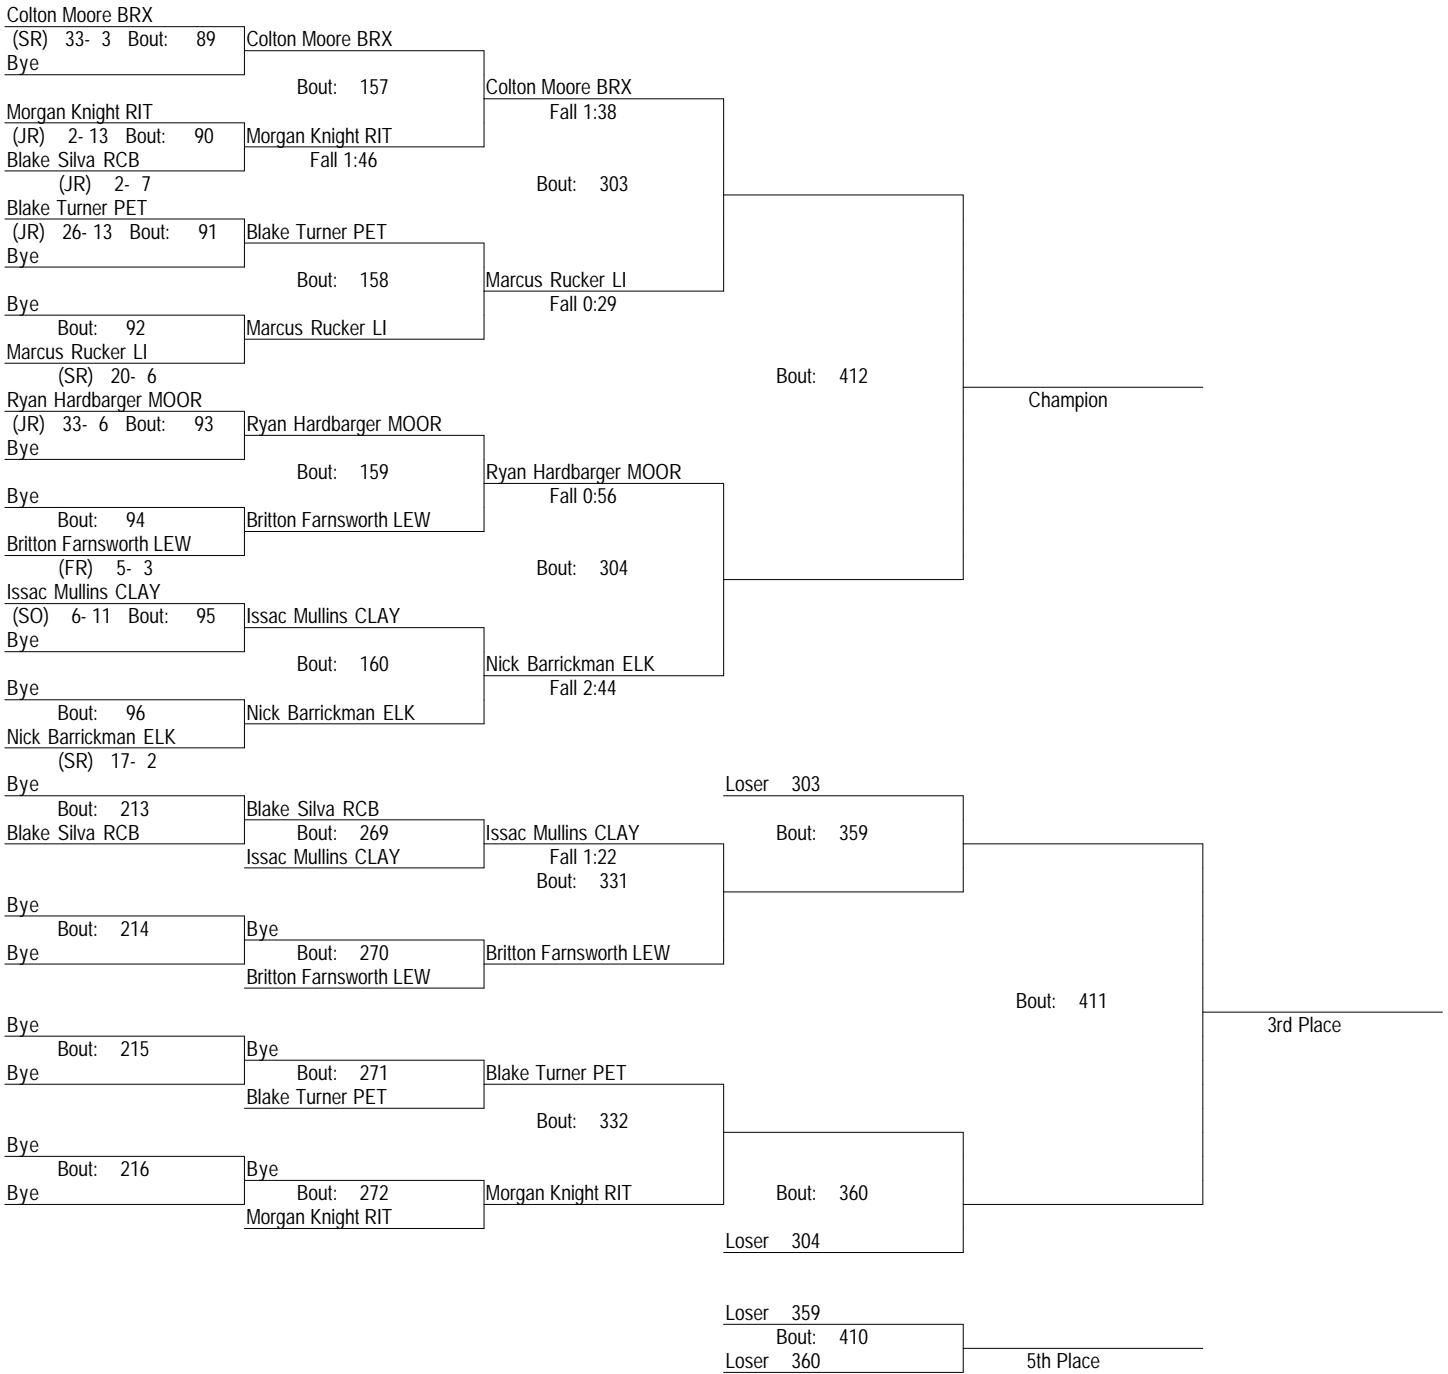 Colton Moore BRX
(SR) 33- 3 Bout: 89 Colton Moore BRX
Bye
Bout: 157 Colton Moore BRX
Morgan Knight RIT Fall 1:38
(JR) 2- 13 Bout: 90 Morgan Knight RIT
Blake Silva RCB Fall 1:46
(JR) 2- 7 Bout: 303
Blake Turner PET
(JR) 26- 13 Bout: 91 Blake Turner PET
Bye
Bout: 158 Marcus Rucker LI
Bye Fall 0:29
Bout: 92 Marcus Rucker LI
Marcus Rucker LI
(SR) 20- 6 Bout: 412
Ryan Hardbarger MOOR Champion
(JR) 33- 6 Bout: 93 Ryan Hardbarger MOOR
Bye
Bout: 159 Ryan Hardbarger MOOR
Bye Fall 0:56
Bout: 94 Britton Farnsworth LEW
Britton Farnsworth LEW
(FR) 5- 3 Bout: 304
Issac Mullins CLAY
(SO) 6- 11 Bout: 95 Issac Mullins CLAY
Bye
Bout: 160 Nick Barrickman ELK
Bye Fall 2:44
Bout: 96 Nick Barrickman ELK
Nick Barrickman ELK
(SR) 17- 2
Bye Loser 303
Bout: 213 Blake Silva RCB
Blake Silva RCB Bout: 269 Issac Mullins CLAY Bout: 359
Issac Mullins CLAY Fall 1:22
Bout: 331
Bye
Bout: 214 Bye
Bye Bout: 270 Britton Farnsworth LEW
Britton Farnsworth LEW
Bout: 411
Bye 3rd Place
Bout: 215 Bye
Bye Bout: 271 Blake Turner PET
Blake Turner PET
Bout: 332
Bye
Bout: 216 Bye
Bye Bout: 272 Morgan Knight RIT Bout: 360
Morgan Knight RIT
Loser 304
Loser 359
Bout: 410
Loser 360 5th Place